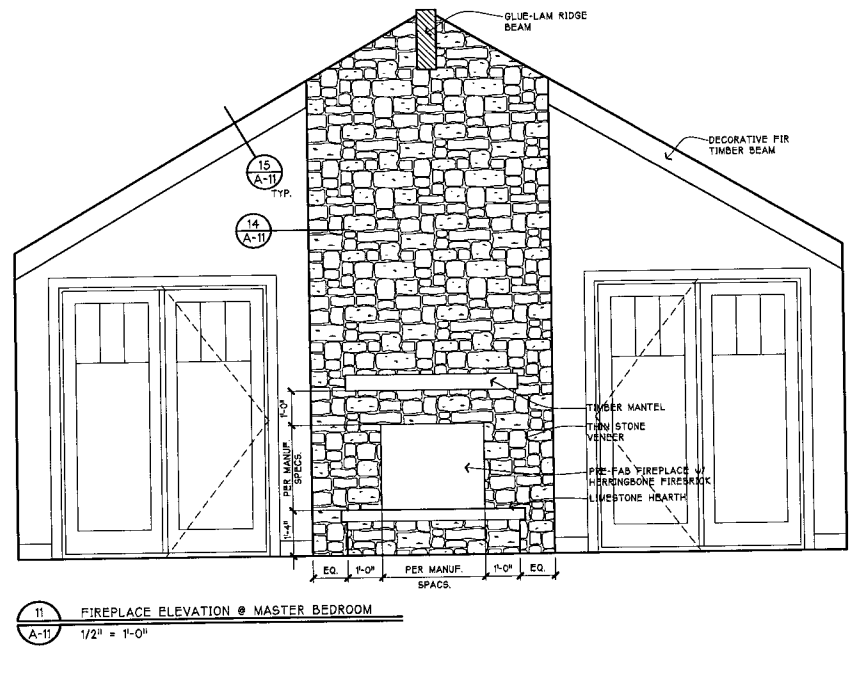 GLUE-LAM RIDGE
BEAM
DECORATIVE FIR
TIMBER BEAM
15
A-11
TYP.
14
A-11
TIMBER MANTEL
THIN STONE
VENEER
PRE-FAB FIREPLACE W/
HERRINGBONE FIREBRICK
LIMESTONE HEARTH
1'-0"
PER MANUF.
SPECS.
1'-4"
EQ.
1'-0"
PER MANUF.
SPACS.
1'-0"
EQ.
11
A-11
FIREPLACE ELEVATION @ MASTER BEDROOM
1/2" = 1'-0"